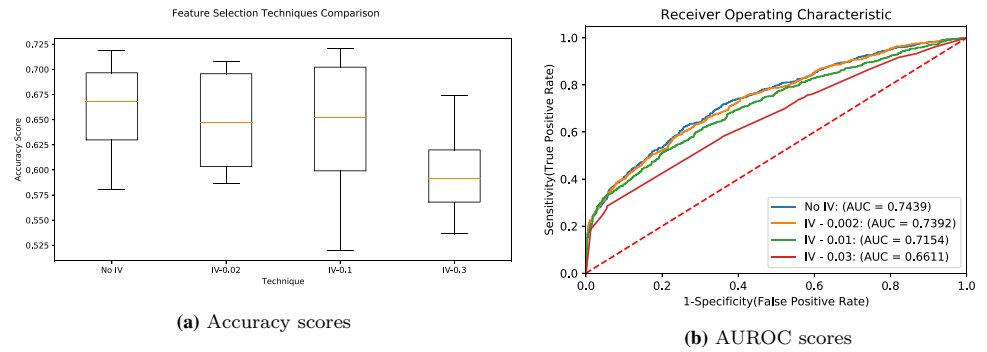 Feature Selection Techniques Comparison
Accuracy Score
0.725
0.700
0.675
0.650
0.625
0.600
0.575
0.550
0.525
No IV
IV-0.02
IV-0.1
IV-0.3
Technique
(a) Accuracy scores
Receiver Operating Characteristic
Sensitivity(True Positive Rate)
1.0
0.8
0.6
0.4
0.2
0.0
No IV: (AUC = 0.7439)
IV - 0.002: (AUC = 0.7392)
IV - 0.01: (AUC = 0.7154)
IV - 0.03: (AUC = 0.6611)
0.0
0.2
0.4
0.6
0.8
1.0
1-Specificity(False Positive Rate)
(b) AUROC scores